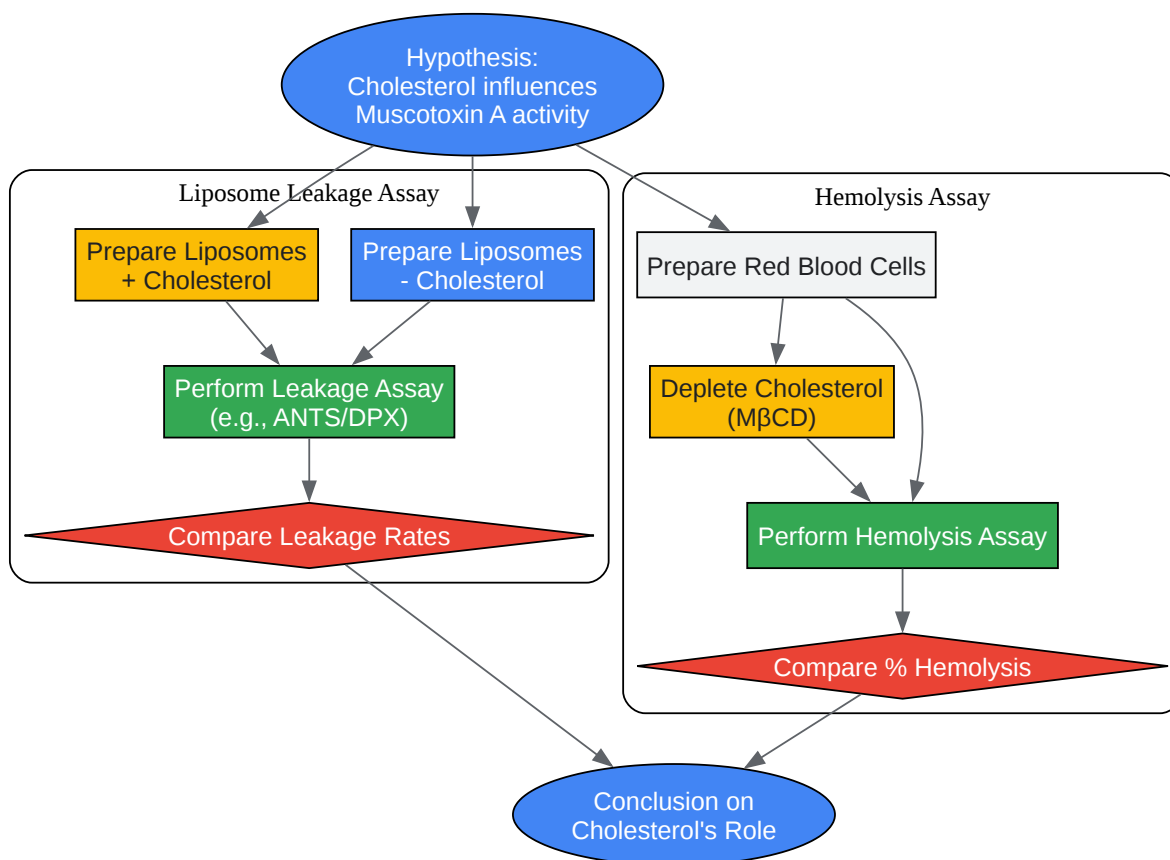 Hypothesis:
Cholesterol influences
Muscotoxin A activity
Liposome Leakage Assay
Prepare Liposomes
+ Cholesterol
Prepare Liposomes
- Cholesterol
Perform Leakage Assay
(e.g., ANTS/DPX)
Compare Leakage Rates
Hemolysis Assay
Prepare Red Blood Cells
Deplete Cholesterol
(MβCD)
Perform Hemolysis Assay
Compare % Hemolysis
Conclusion on
Cholesterol's Role